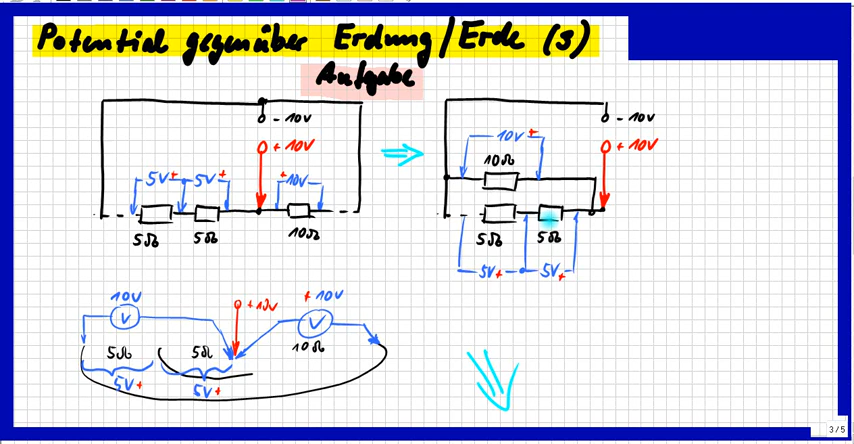 Potential gegenüber Erdung/Erde (3)
Aufgabe
-10V
+10V
5V+ 5V+ +10V
5Ω 5Ω 10Ω
-10V
+10V
10V+
10Ω
5Ω 5Ω
5V+ 5V+
10V
V
+10V
+10V
V
10Ω
5Ω 5Ω
5V+ 5V+
3/5